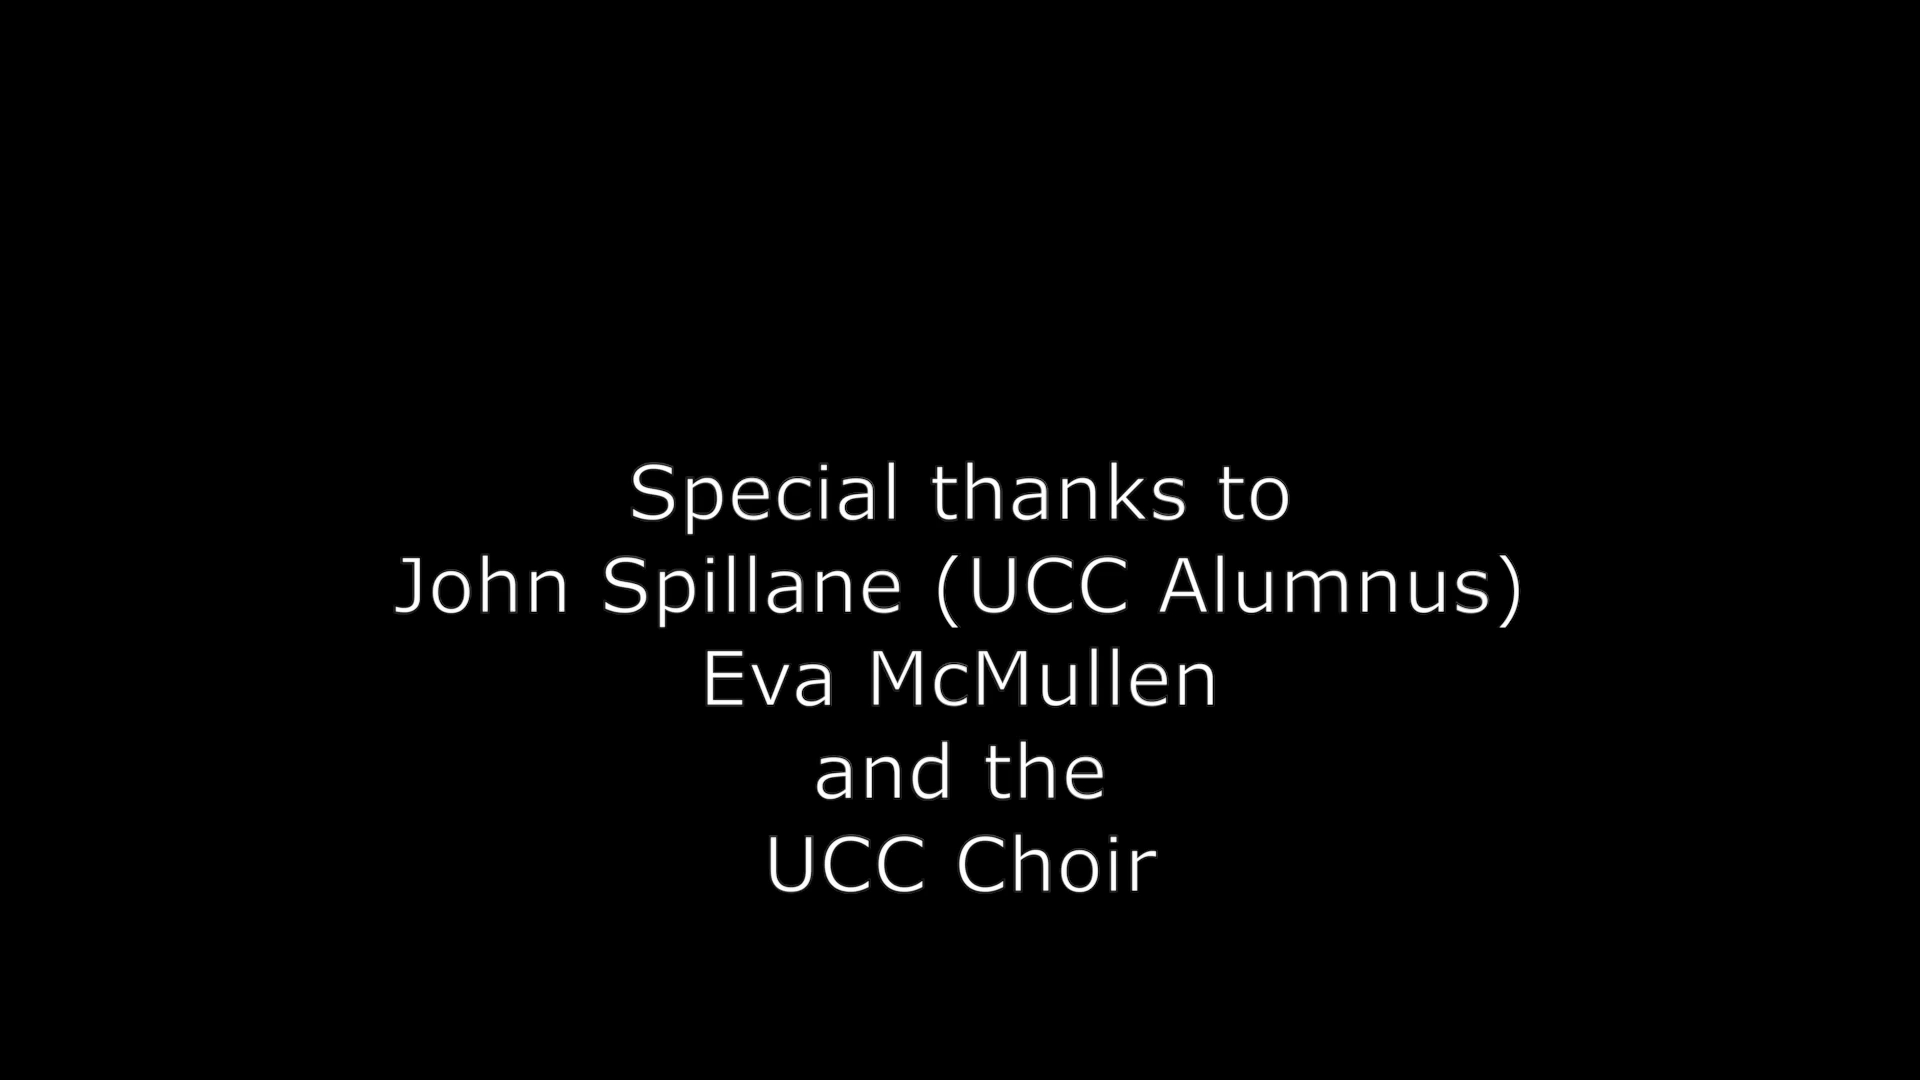 Special thanks to
John Spillane (UCC Alumnus)
Eva McMullen
and the
UCC Choir